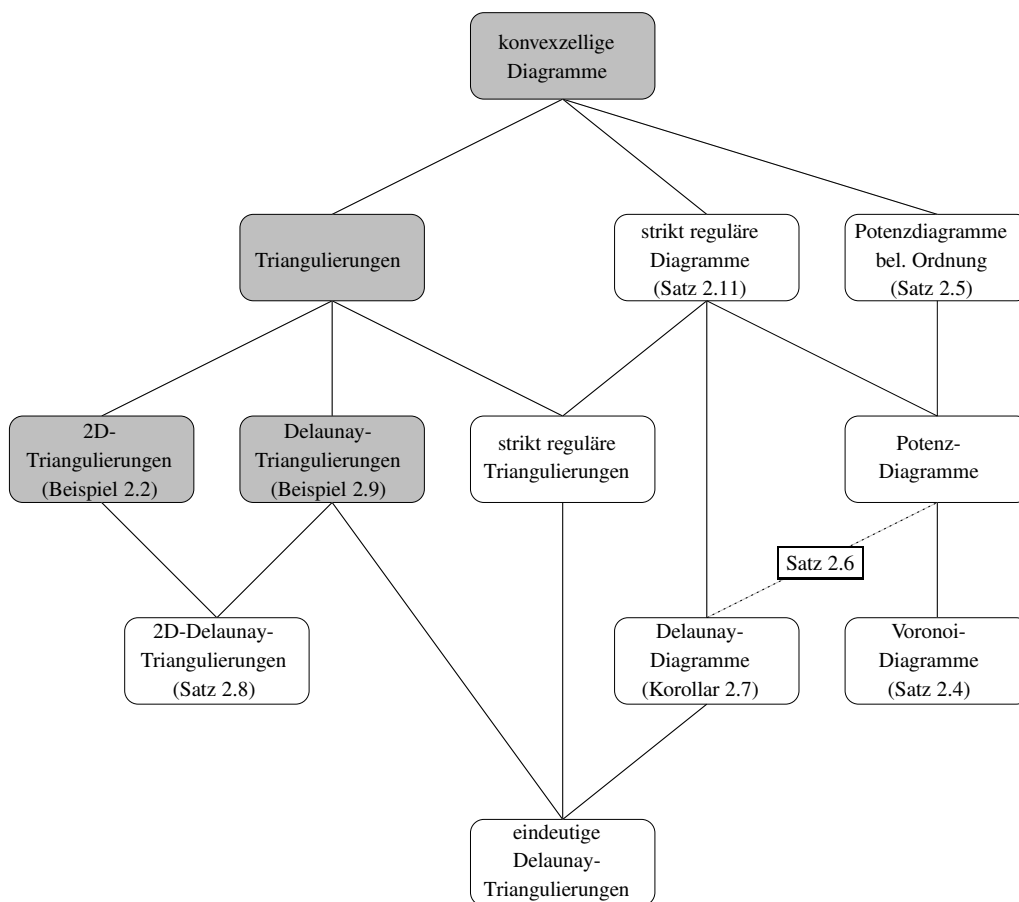 konvexzellige
Diagramme
Triangulierungen
strikt reguläre
Diagramme
(Satz 2.11)
Potenzdiagramme
bel. Ordnung
(Satz 2.5)
2D-
Triangulierungen
(Beispiel 2.2)
Delaunay-
Triangulierungen
(Beispiel 2.9)
strikt reguläre
Triangulierungen
Potenz-
Diagramme
Satz 2.6
2D-Delaunay-
Triangulierungen
(Satz 2.8)
Delaunay-
Diagramme
(Korollar 2.7)
Voronoi-
Diagramme
(Satz 2.4)
eindeutige
Delaunay-
Triangulierungen